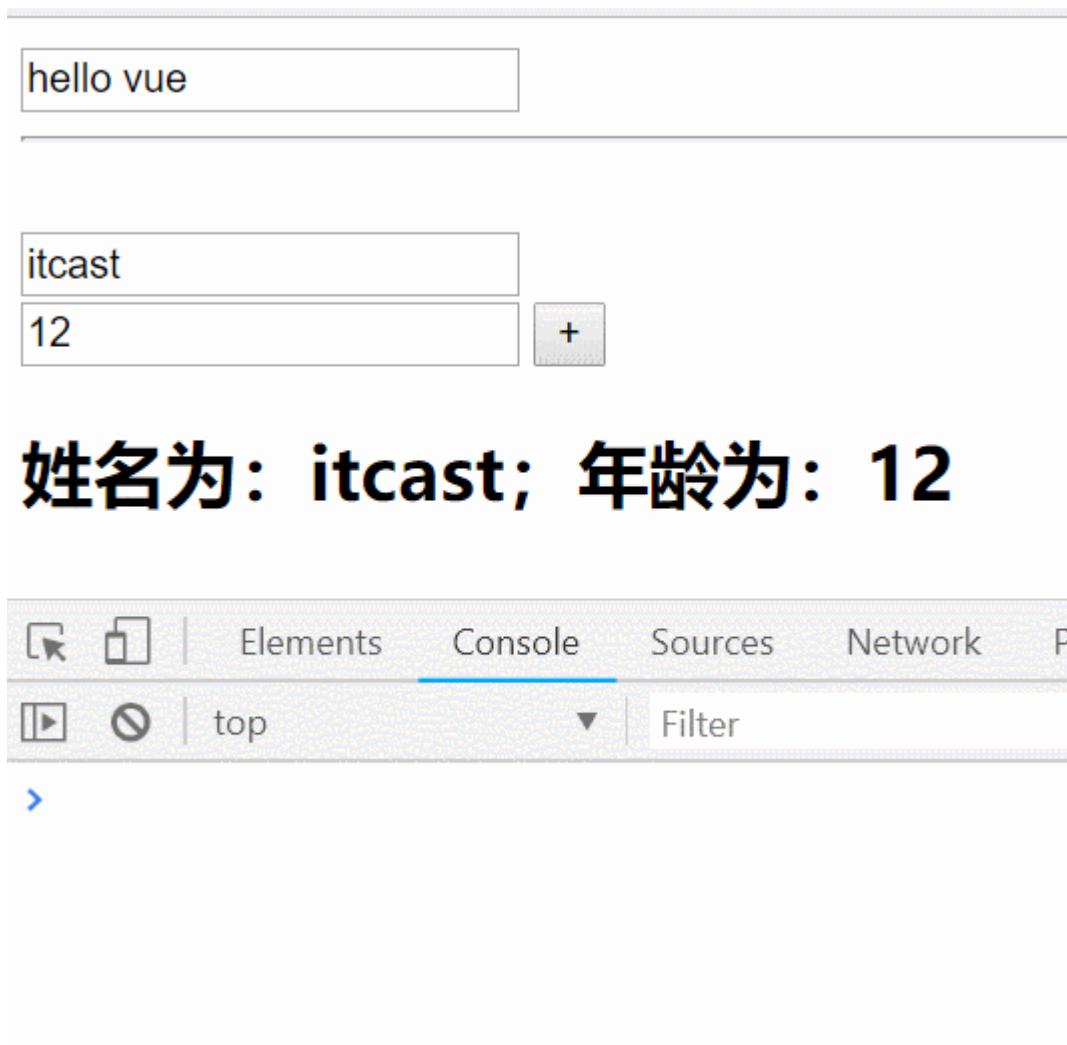 hello vue
itcast
12 +
姓名为：itcast；年龄为：12
Elements Console Sources Network P
top ▼ Filter